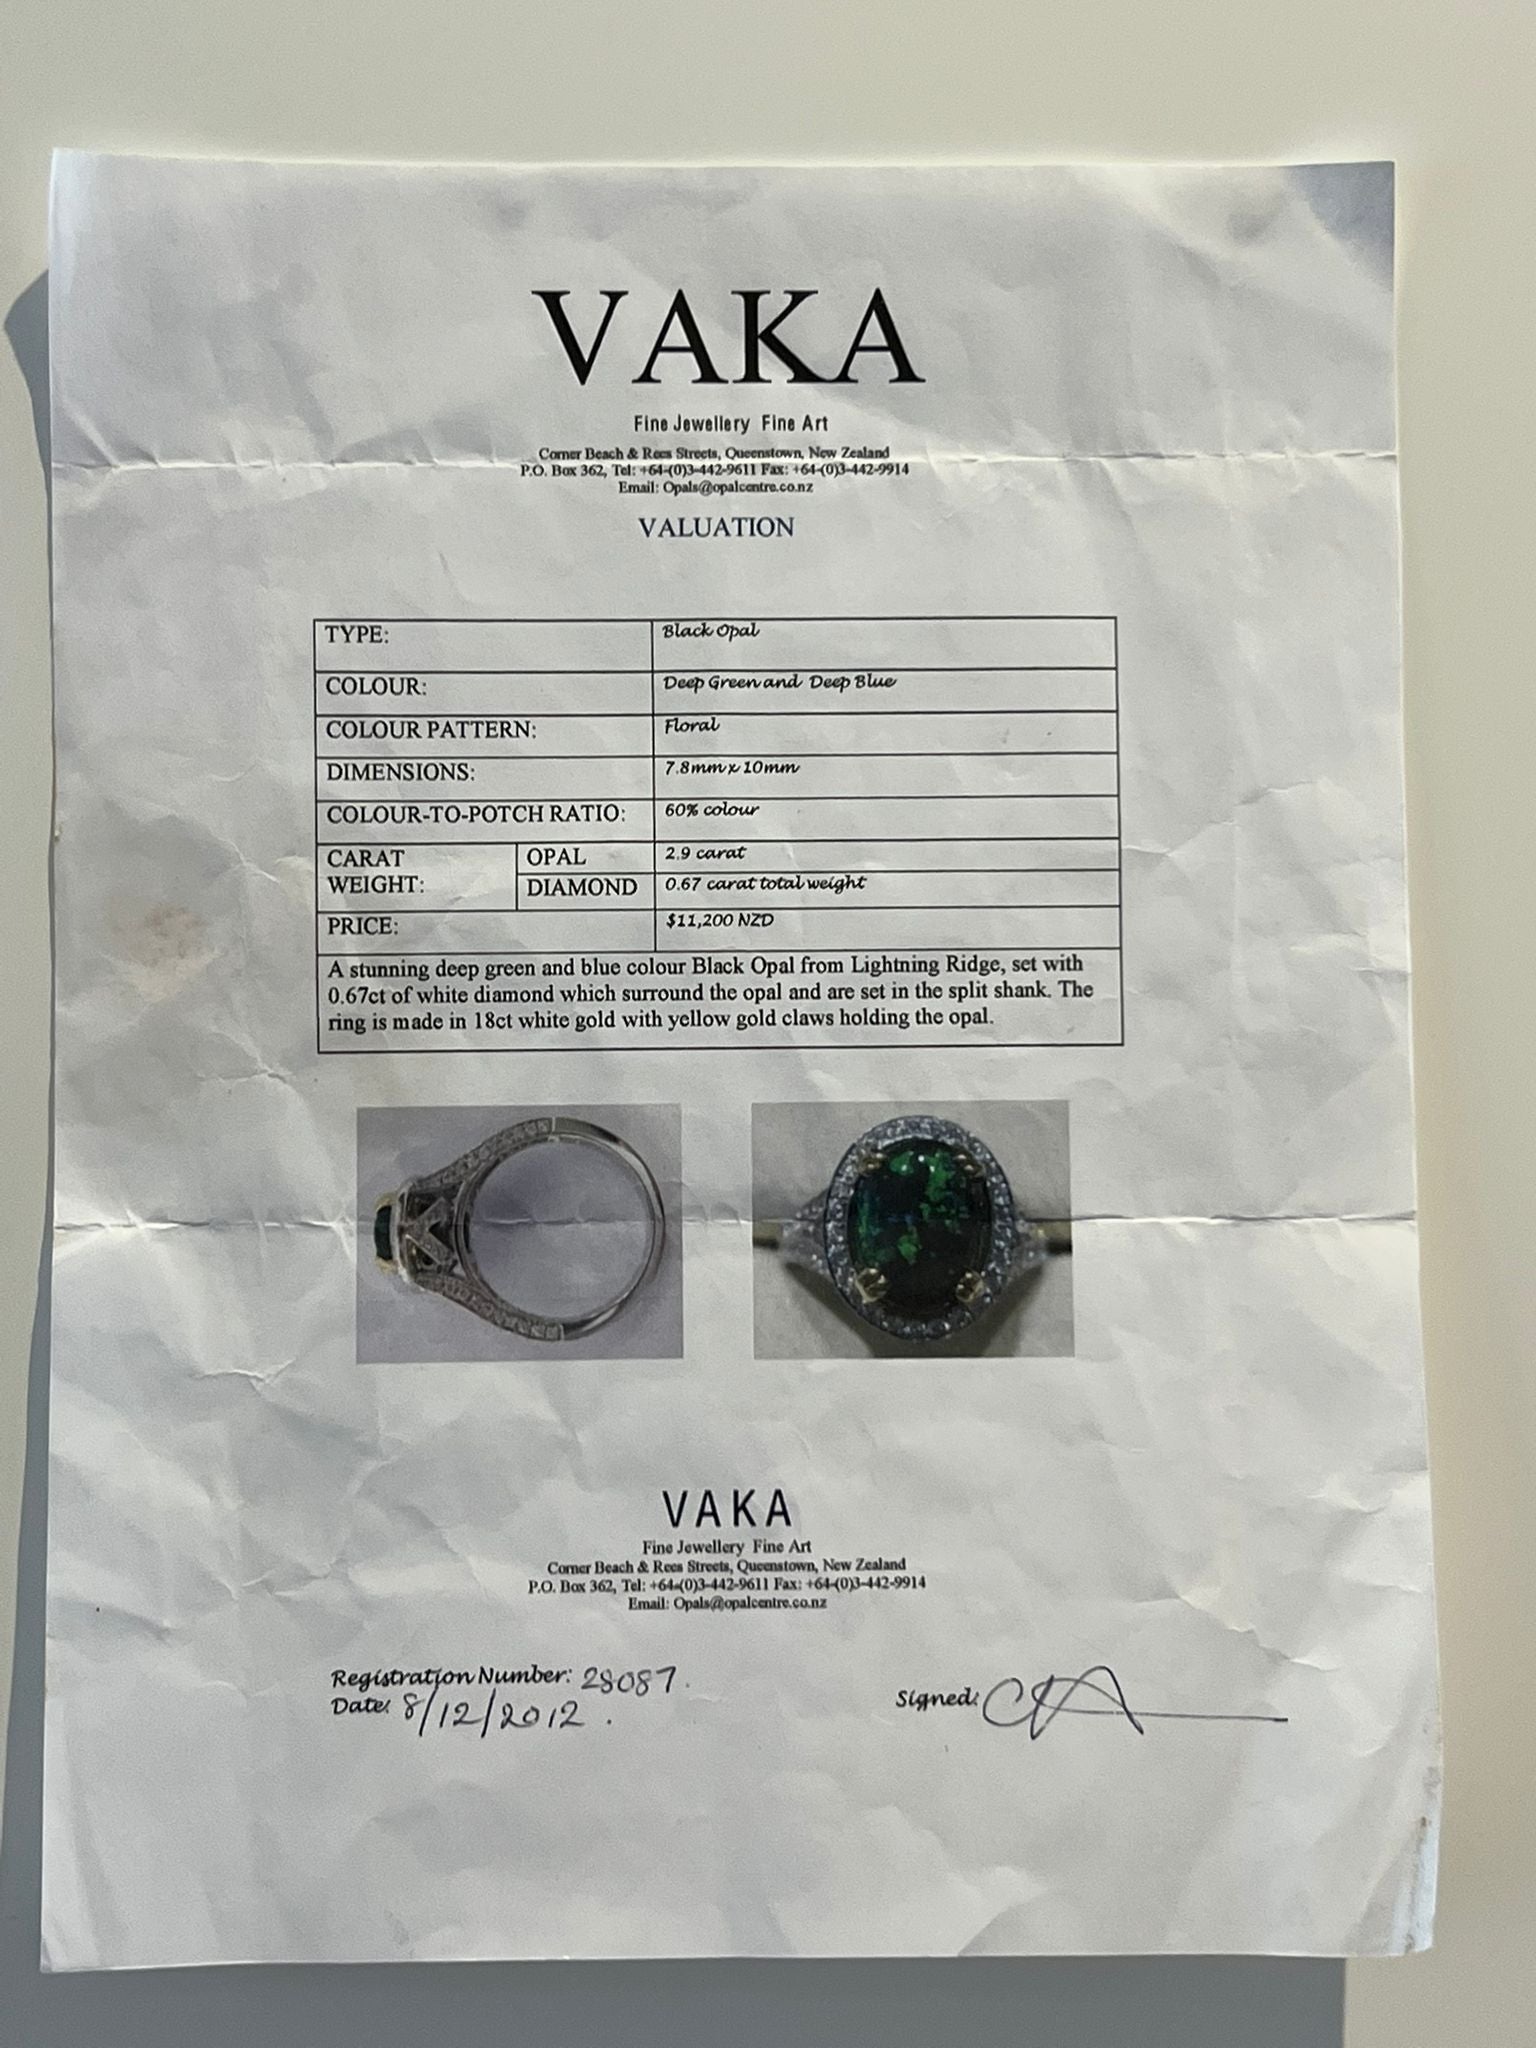 VAKA
Fine Jewellery Fine Art
Corner Beach & Rees Streets, Queenstown, New Zealand
P.O. Box 362, Tel: +64-(0)3-442-9611 Fax: +64-(0)3-442-9914
Email: Opals@opalcentre.co.nz
VALUATION
TYPE: Black Opal
COLOUR: Deep Green and Deep Blue
COLOUR PATTERN: Floral
DIMENSIONS: 7.8mm x 10mm
COLOUR-TO-POTCH RATIO: 60% colour
CARAT WEIGHT: OPAL 2.9 carat
DIAMOND 0.67 carat total weight
PRICE: $11,200 NZD
A stunning deep green and blue colour Black Opal from Lightning Ridge, set with
0.67ct of white diamond which surround the opal and are set in the split shank. The
ring is made in 18ct white gold with yellow gold claws holding the opal.
VAKA
Fine Jewellery Fine Art
Corner Beach & Rees Streets, Queenstown, New Zealand
P.O. Box 362, Tel: +64-(0)3-442-9611 Fax: +64-(0)3-442-9914
Email: Opals@opalcentre.co.nz
Registration Number: 28087.
Date: 8/12/2012.
Signed: